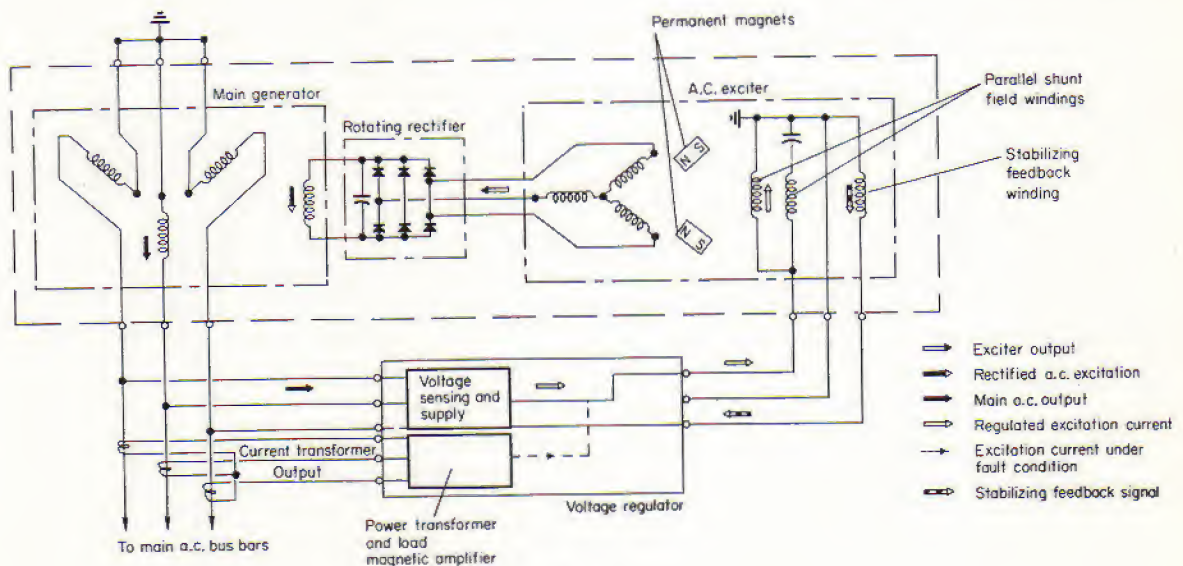 Permanent magnets
Main generator
A.C. exciter
Parallel shunt
field windings
Rotating rectifier
N S
Stabilizing
feedback
winding
N S
Voltage
sensing and
supply
Current transformer
Output
Voltage regulator
Power transformer
and load
magnetic amplifier
To main a.c. bus bars
Exciter output
Rectified a.c. excitation
Main a.c. output
Regulated excitation current
Excitation current under
fault condition
Stabilizing feedback signal